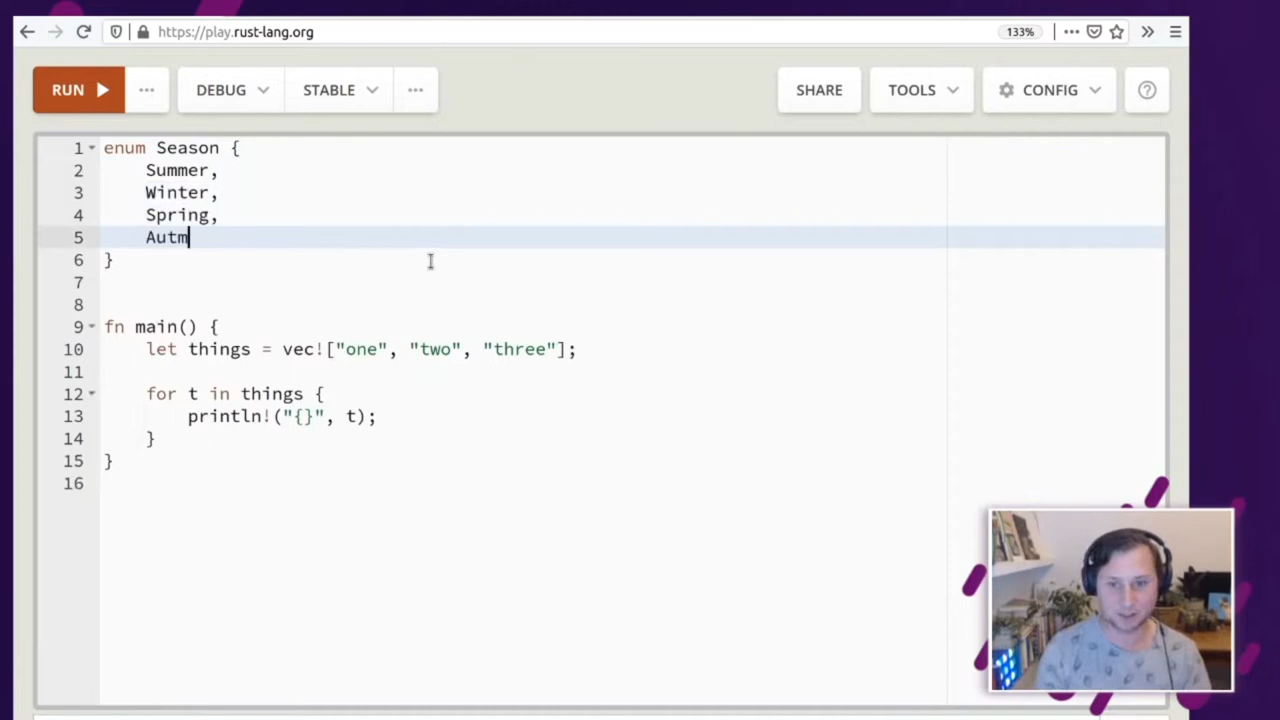 https://play.rust-lang.org 133%
RUN DEBUG STABLE SHARE TOOLS CONFIG
1 enum Season {
2     Summer,
3     Winter,
4     Spring,
5     Autm
6 }
7
8
9 fn main() {
10     let things = vec!["one", "two", "three"];
11
12     for t in things {
13         println!("{}", t);
14     }
15 }
16